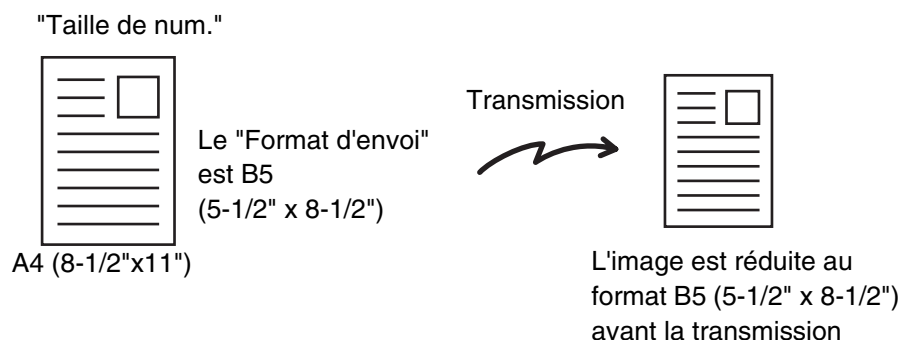 "Taille de num."
Le "Format d'envoi"
est B5
(5-1/2" x 8-1/2")
A4 (8-1/2"x11")
Transmission
L'image est réduite au
format B5 (5-1/2" x 8-1/2")
avant la transmission